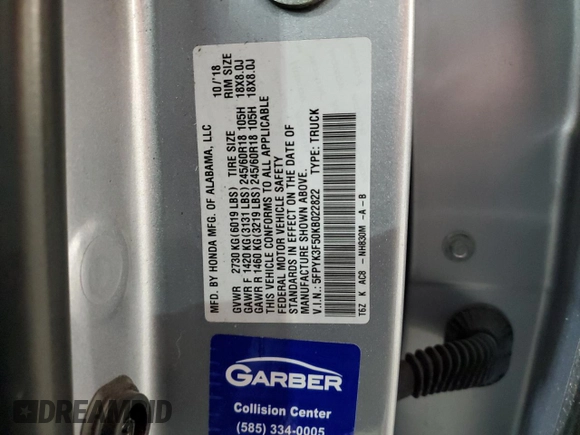 MFD. BY HONDA MFG. OF ALABAMA, LLC 10/'18
TIRE SIZE RIM SIZE
GVWR 2730 KG(6019 LBS)
GAWR F 1420 KG(3131 LBS)245/60R18 105H 18X8.0J
GAWR R 1460 KG(3219 LBS)245/60R18 105H 18X8.0J
THIS VEHICLE CONFORMS TO ALL APPLICABLE
FEDERAL MOTOR VEHICLE SAFETY
STANDARDS IN EFFECT ON THE DATE OF
MANUFACTURE SHOWN ABOVE.
V.I.N.: 5FPYK3F50KB022822 TYPE: TRUCK
T6Z K AC8 - NH830M -A - B
GARBER
Collision Center
(585) 334-0005
DREAMBID